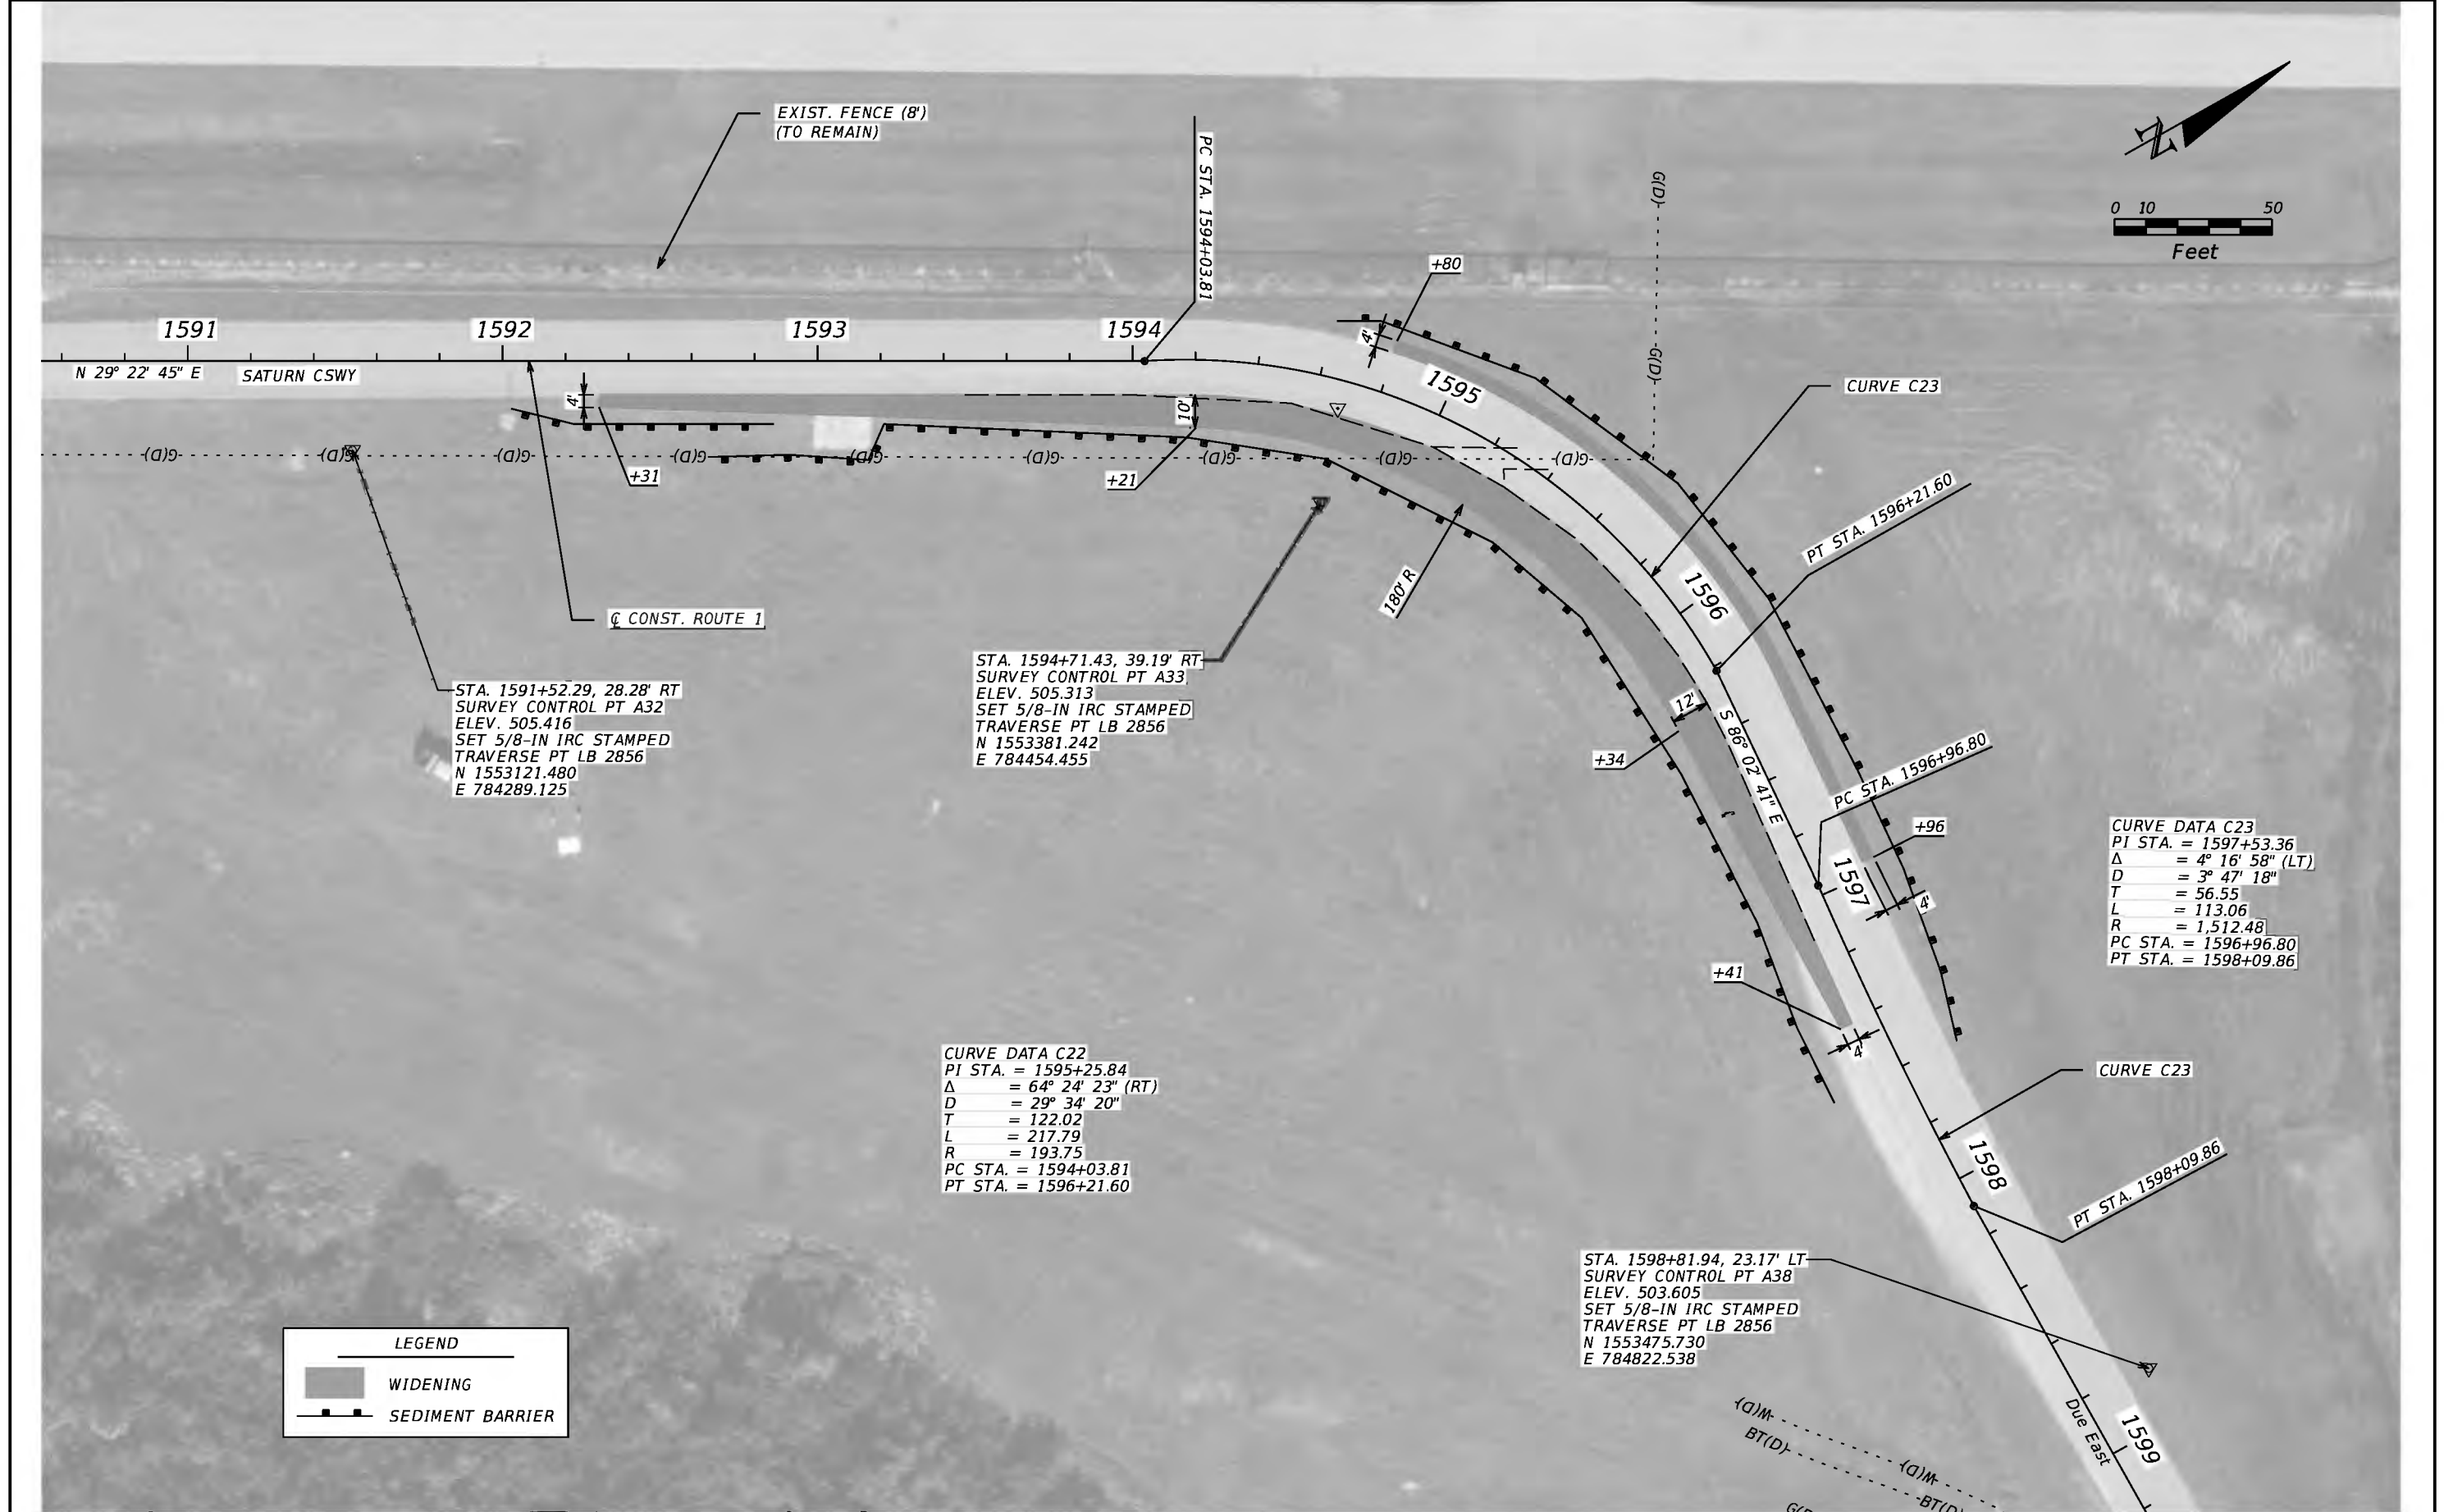 EXIST. FENCE (8')
(TO REMAIN)
PC STA. 1594+03.81
G(D)
0 10 50
Feet
N
+80
4'
1591
1592
1593
1594
1595
N 29° 22' 45" E
SATURN CSWY
CURVE C23
4'
10'
G(D)
G(D)
G(D)
G(D)
G(D)
G(D)
G(D)
G(D)
G(D)
G(D)
+31
+21
PT STA. 1596+21.60
180' R
1596
℄ CONST. ROUTE 1
STA. 1591+52.29, 28.28' RT
SURVEY CONTROL PT A32
ELEV. 505.416
SET 5/8-IN IRC STAMPED
TRAVERSE PT LB 2856
N 1553121.480
E 784289.125
STA. 1594+71.43, 39.19' RT
SURVEY CONTROL PT A33
ELEV. 505.313
SET 5/8-IN IRC STAMPED
TRAVERSE PT LB 2856
N 1553381.242
E 784454.455
12'
S 86° 02' 41" E
+34
PC STA. 1596+96.80
+96
1597
4'
CURVE DATA C23
PI STA. = 1597+53.36
Δ = 4° 16' 58" (LT)
D = 3° 47' 18"
T = 56.55
L = 113.06
R = 1,512.48
PC STA. = 1596+96.80
PT STA. = 1598+09.86
+41
4'
CURVE DATA C22
PI STA. = 1595+25.84
Δ = 64° 24' 23" (RT)
D = 29° 34' 20"
T = 122.02
L = 217.79
R = 193.75
PC STA. = 1594+03.81
PT STA. = 1596+21.60
CURVE C23
1598
PT STA. 1598+09.86
STA. 1598+81.94, 23.17' LT
SURVEY CONTROL PT A38
ELEV. 503.605
SET 5/8-IN IRC STAMPED
TRAVERSE PT LB 2856
N 1553475.730
E 784822.538
LEGEND
WIDENING
SEDIMENT BARRIER
Due East
1599
W(D)
BT(D)
W(D)
BT(D)